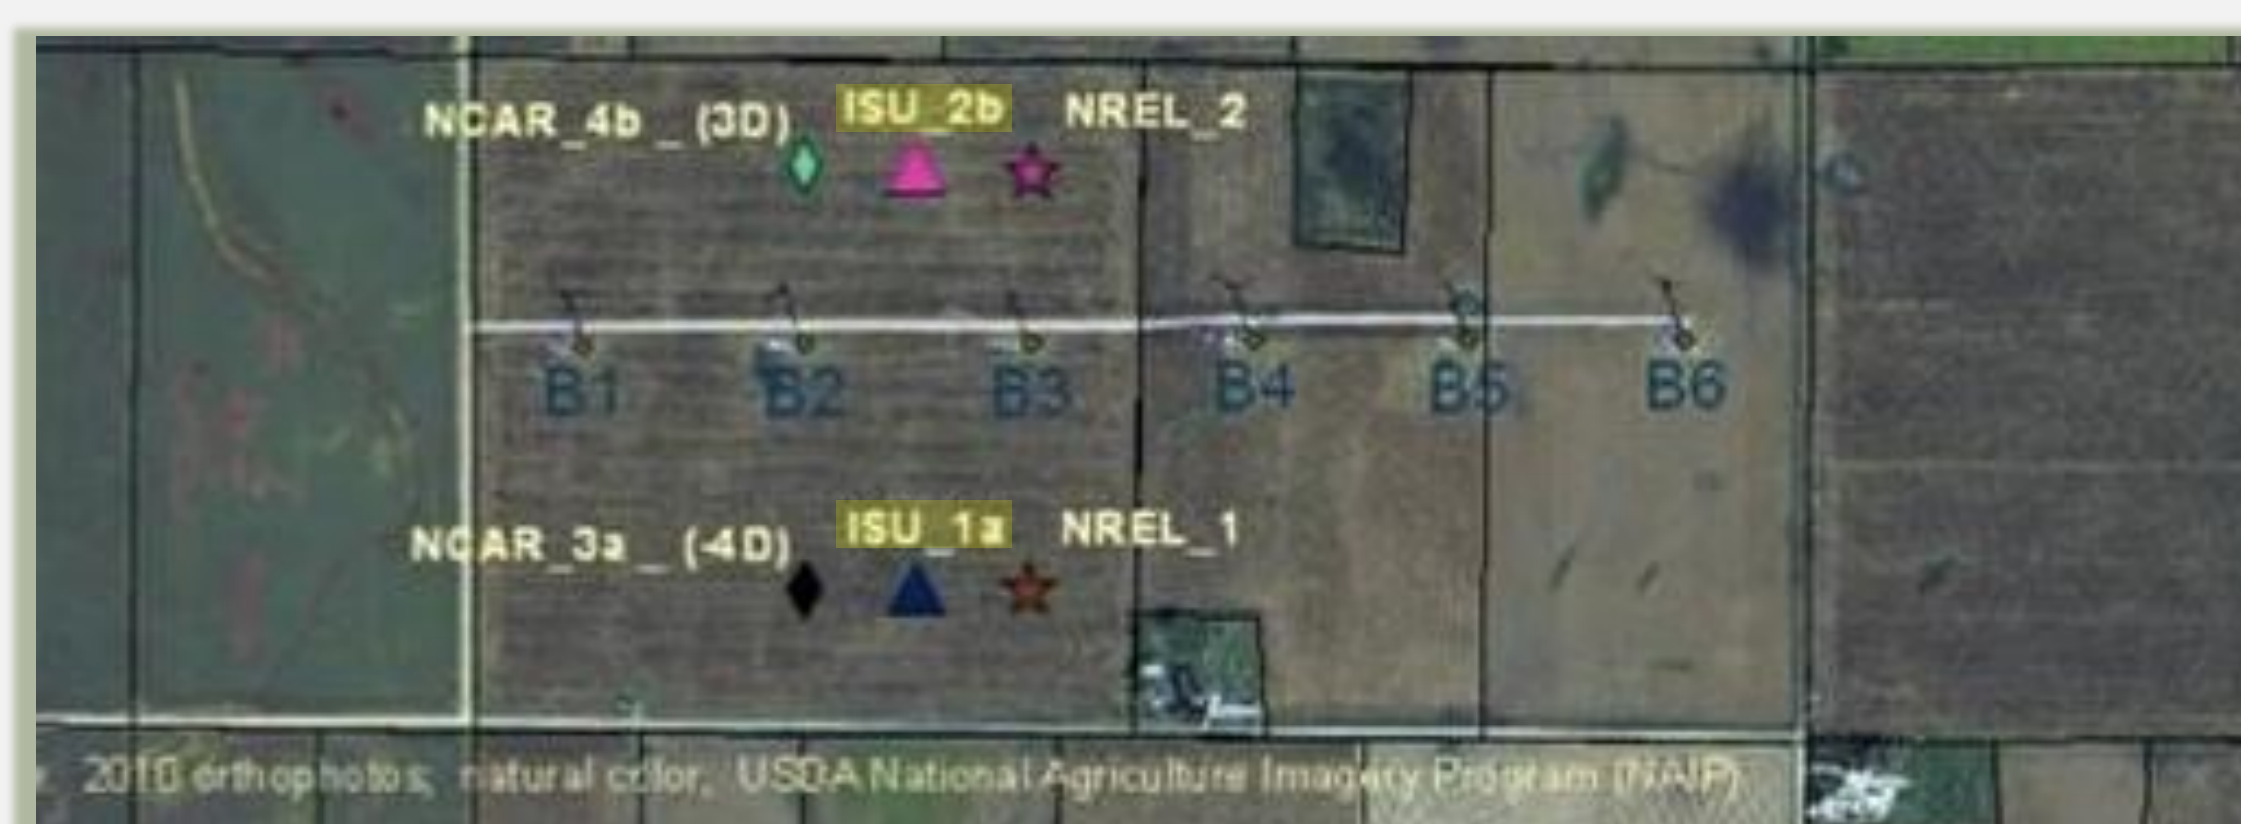 NCAR_4b_(3D) ISU_2b NREL_2
B1 B2 B3 B4 B5 B6
NCAR_3a_(-4D) ISU_1a NREL_1
2010 orthophotos; natural color, USDA National Agriculture Imagery Program (NAIP)